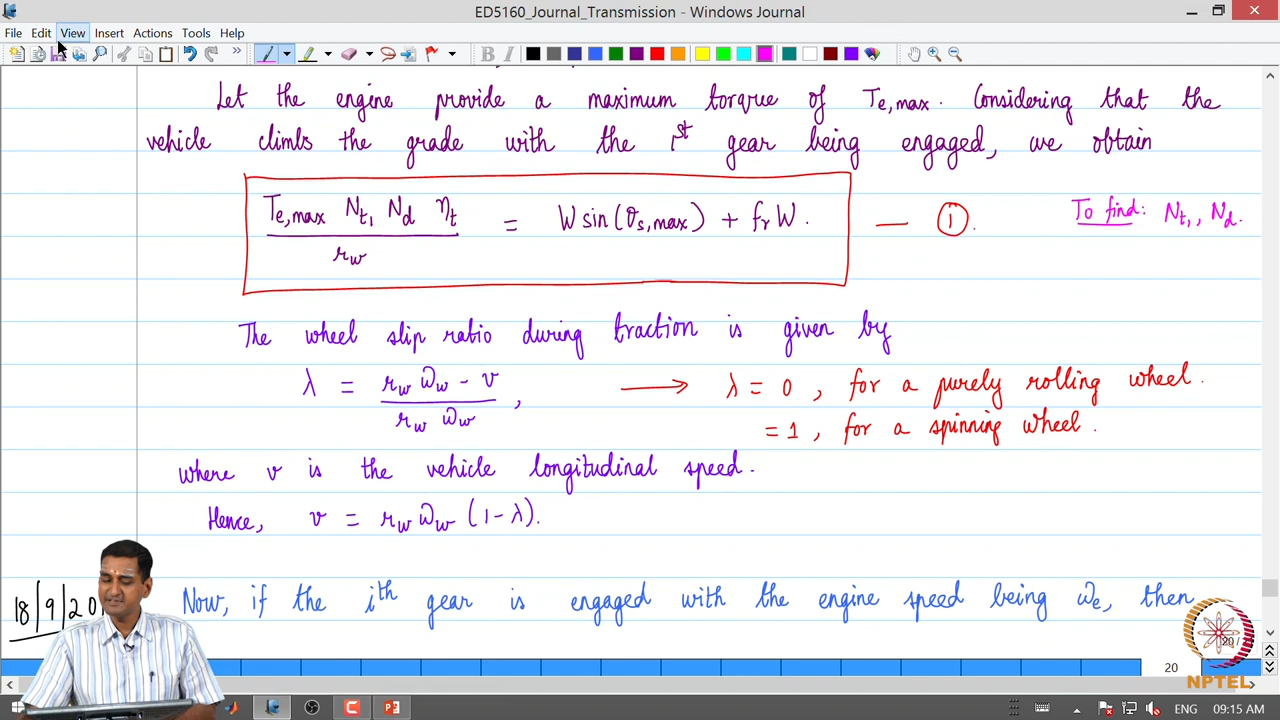 ED5160_Journal_Transmission - Windows Journal
File Edit View Insert Actions Tools Help
Let the engine provide a maximum torque of Te,max. Considering that the
vehicle climbs the grade with the 1st gear being engaged, we obtain
Te,max Nt1 Nd ηt / rw = W sin(θs,max) + fr W. — ①.
To find: Nt1, Nd.
The wheel slip ratio during traction is given by
λ = (rw ωw - v) / (rw ωw), → λ = 0, for a purely rolling wheel.
= 1, for a spinning wheel.
where v is the vehicle longitudinal speed.
Hence, v = rw ωw (1-λ).
18/9/20
Now, if the ith gear is engaged with the engine speed being ωe, then
20/
20
NPTEL
ENG 09:15 AM